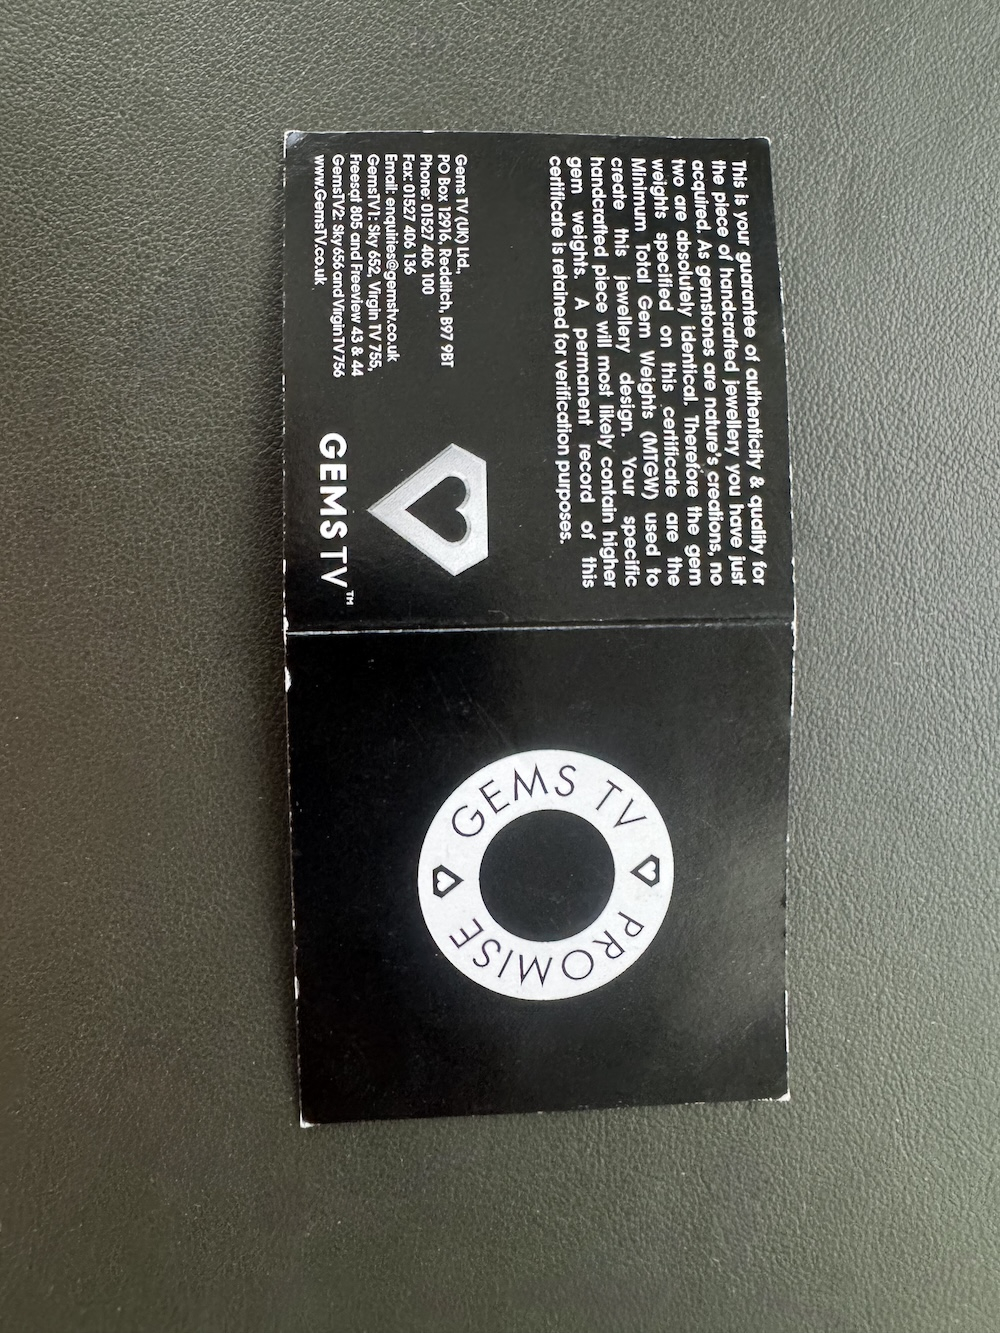 This is your guarantee of authenticity & quality for
the piece of handcrafted jewellery you have just
acquired. As gemstones are nature's creations, no
two are absolutely identical. Therefore the gem
weights specified on this certificate are the
Minimum Total Gem Weights (MTGW) used to
create this jewellery design. Your specific
handcrafted piece will most likely contain higher
gem weights. A permanent record of this
certificate is retained for verification purposes.
Gems TV (UK) Ltd.,
PO Box 12916, Redditch, B97 9BT
Phone: 01527 406 100
Fax: 01527 406 136
Email: enquiries@gemstv.co.uk
GemsTV1: Sky 652, Virgin TV 755,
Freesat 805 and Freeview 43 & 44
GemsTV2: Sky 656 and Virgin TV 756
www.GemsTV.co.uk
GEMSTV™
GEMS TV
PROMISE